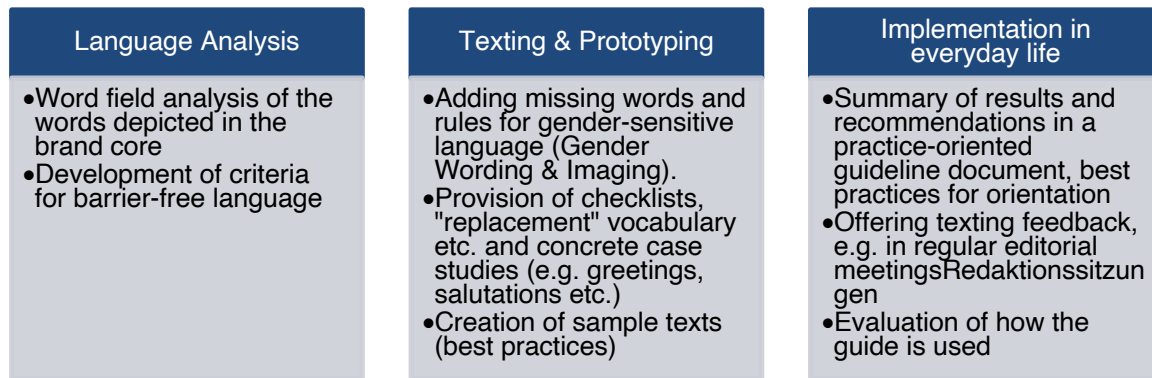 Language Analysis
•Word field analysis of the
words depicted in the
brand core
•Development of criteria
for barrier-free language
Texting & Prototyping
•Adding missing words and
rules for gender-sensitive
language (Gender
Wording & Imaging).
•Provision of checklists,
"replacement" vocabulary
etc. and concrete case
studies (e.g. greetings,
salutations etc.)
•Creation of sample texts
(best practices)
Implementation in
everyday life
•Summary of results and
recommendations in a
practice-oriented
guideline document, best
practices for orientation
•Offering texting feedback,
e.g. in regular editorial
meetingsRedaktionssitzun
gen
•Evaluation of how the
guide is used